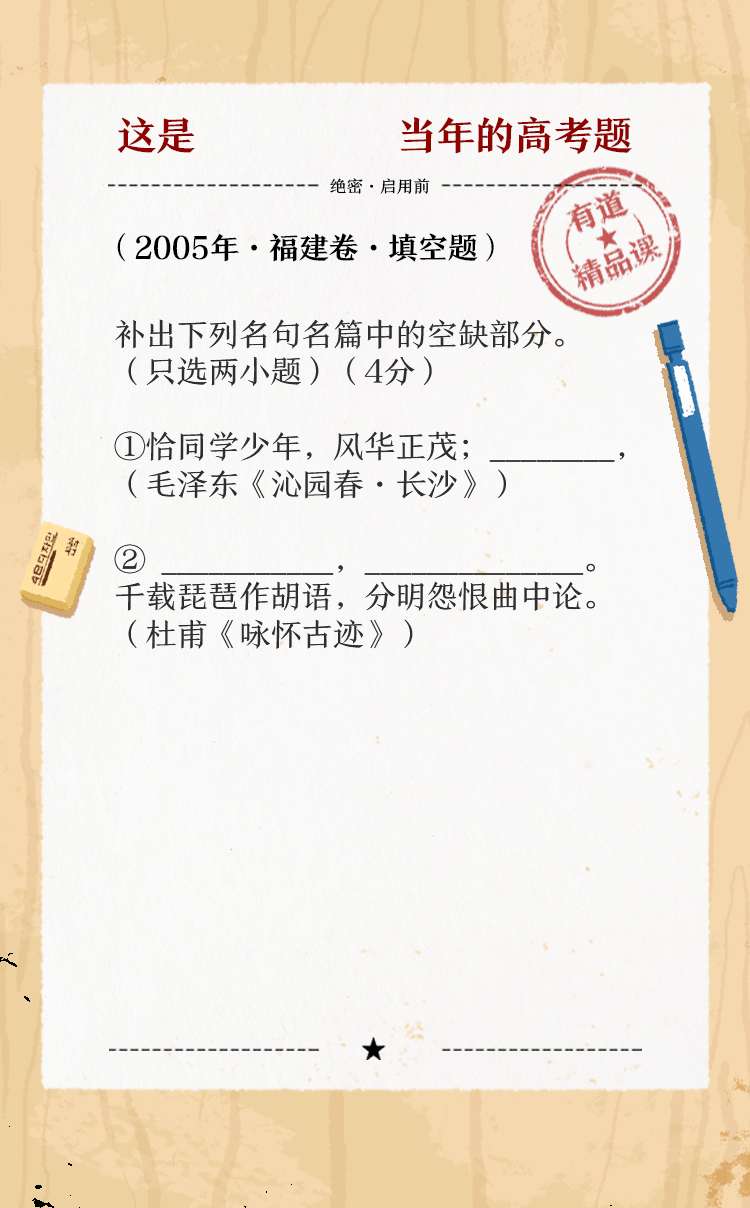 这是 当年的高考题
绝密·启用前
有道
精品课
（2005年·福建卷·填空题）
补出下列名句名篇中的空缺部分。
（只选两小题）（4分）
①恰同学少年，风华正茂；________，
（毛泽东《沁园春·长沙》）
② ___________，______________。
千载琵琶作胡语，分明怨恨曲中论。
（杜甫《咏怀古迹》）